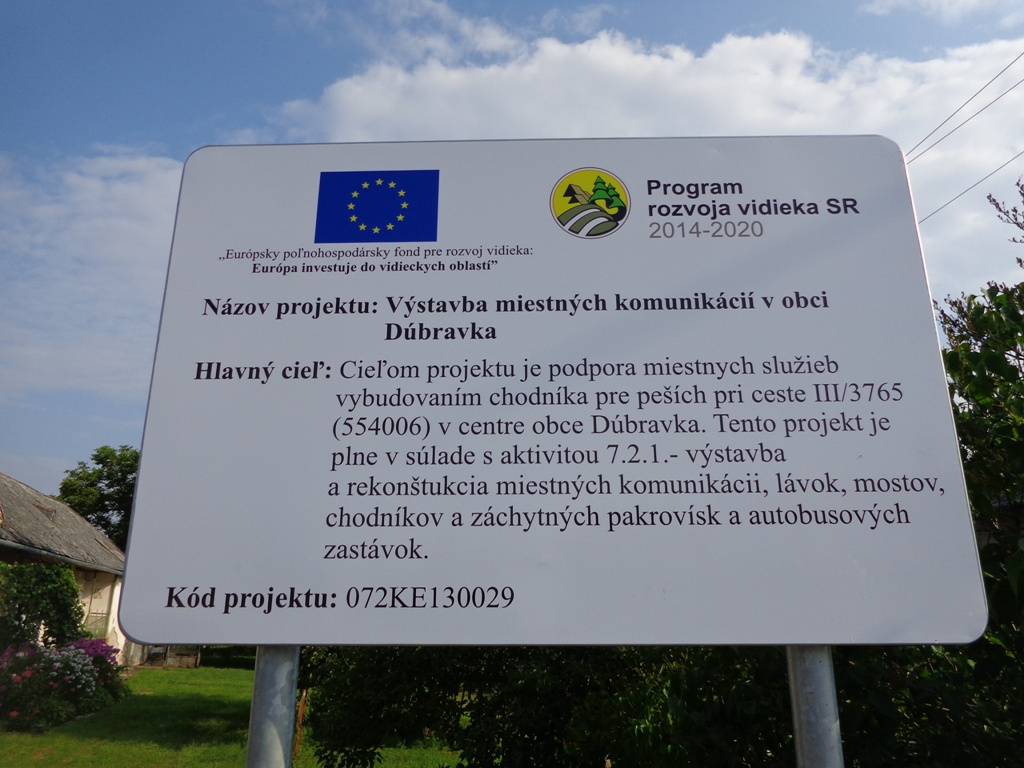 Program
rozvoja vidieka SR
2014-2020
„Európsky poľnohospodársky fond pre rozvoj vidieka:
Európa investuje do vidieckych oblastí”
Názov projektu: Výstavba miestných komunikácií v obci
Dúbravka
Hlavný cieľ: Cieľom projektu je podpora miestnych služieb
vybudovaním chodníka pre peších pri ceste III/3765
(554006) v centre obce Dúbravka. Tento projekt je
plne v súlade s aktivitou 7.2.1.- výstavba
a rekonštukcia miestných komunikácii, lávok, mostov,
chodníkov a záchytných pakrovísk a autobusových
zastávok.
Kód projektu: 072KE130029